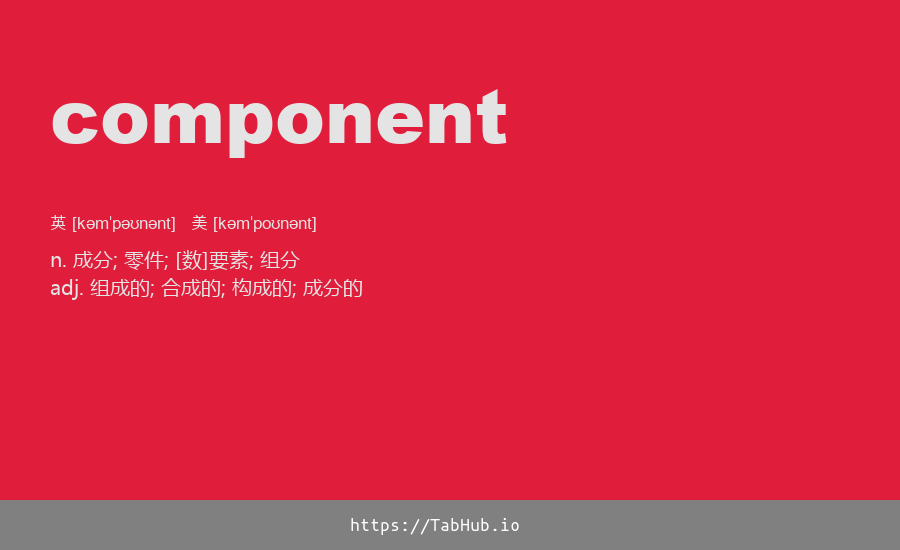 component
英 [kəmˈpəʊnənt] 美 [kəmˈpoʊnənt]
n. 成分; 零件; [数]要素; 组分
adj. 组成的; 合成的; 构成的; 成分的
https://TabHub.io